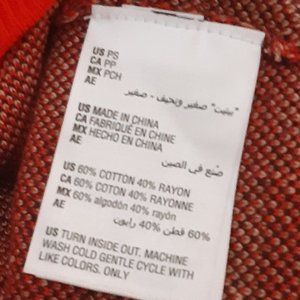 US PS
CA PP
MX PCH
AE
"بيتيت" صغير ونحيف - صغير
US MADE IN CHINA
CA FABRIQUÉ EN CHINE
MX HECHO EN CHINA
AE
صُنع في الصين
US 60% COTTON 40% RAYON
CA 60% COTON 40% RAYONNE
MX 60% algodón 40% rayón
AE
60% قطن 40% رايون
US TURN INSIDE OUT. MACHINE
WASH COLD GENTLE CYCLE WITH
LIKE COLORS. ONLY